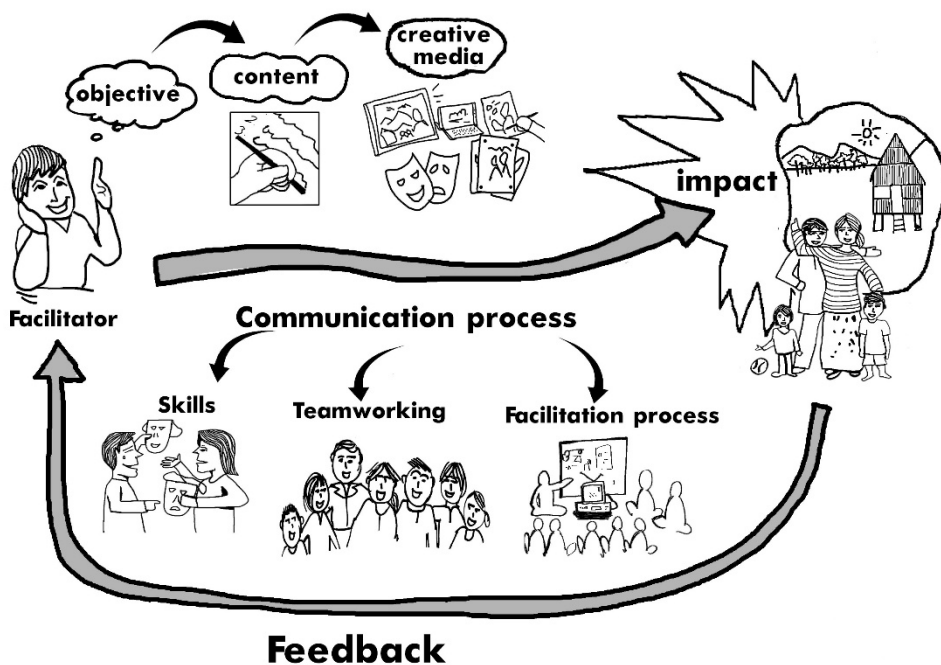 objective
content
creative
media
impact
Facilitator
Communication process
Skills
Teamworking
Facilitation process
Feedback